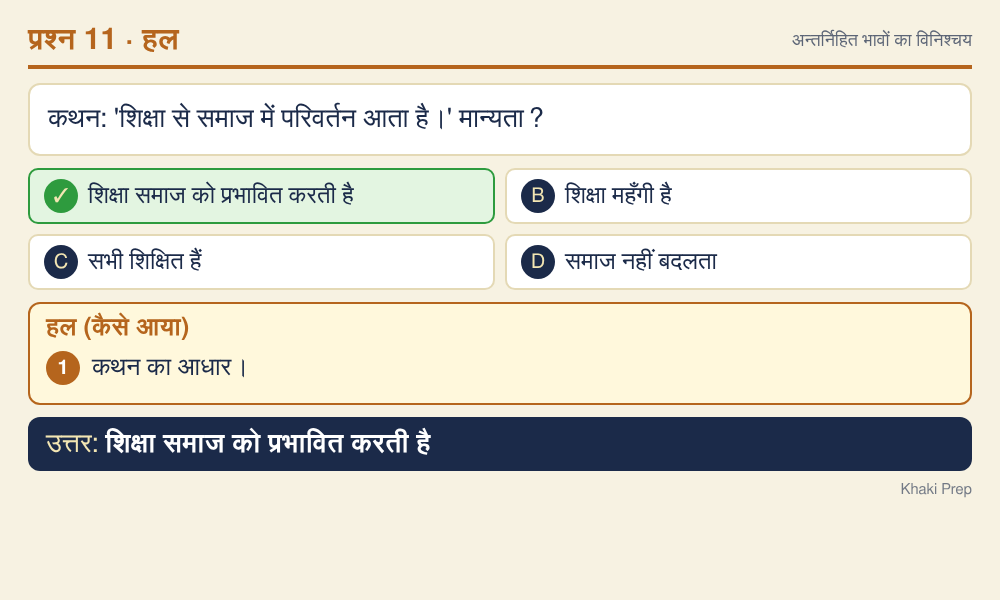 प्रश्न 11 · हल
अन्तर्निहित भावों का विनिश्चय
कथन: 'शिक्षा से समाज में परिवर्तन आता है।' मान्यता ?
✓ शिक्षा समाज को प्रभावित करती है
B शिक्षा महँगी है
C सभी शिक्षित हैं
D समाज नहीं बदलता
हल (कैसे आया)
1 कथन का आधार।
उत्तर: शिक्षा समाज को प्रभावित करती है
Khaki Prep